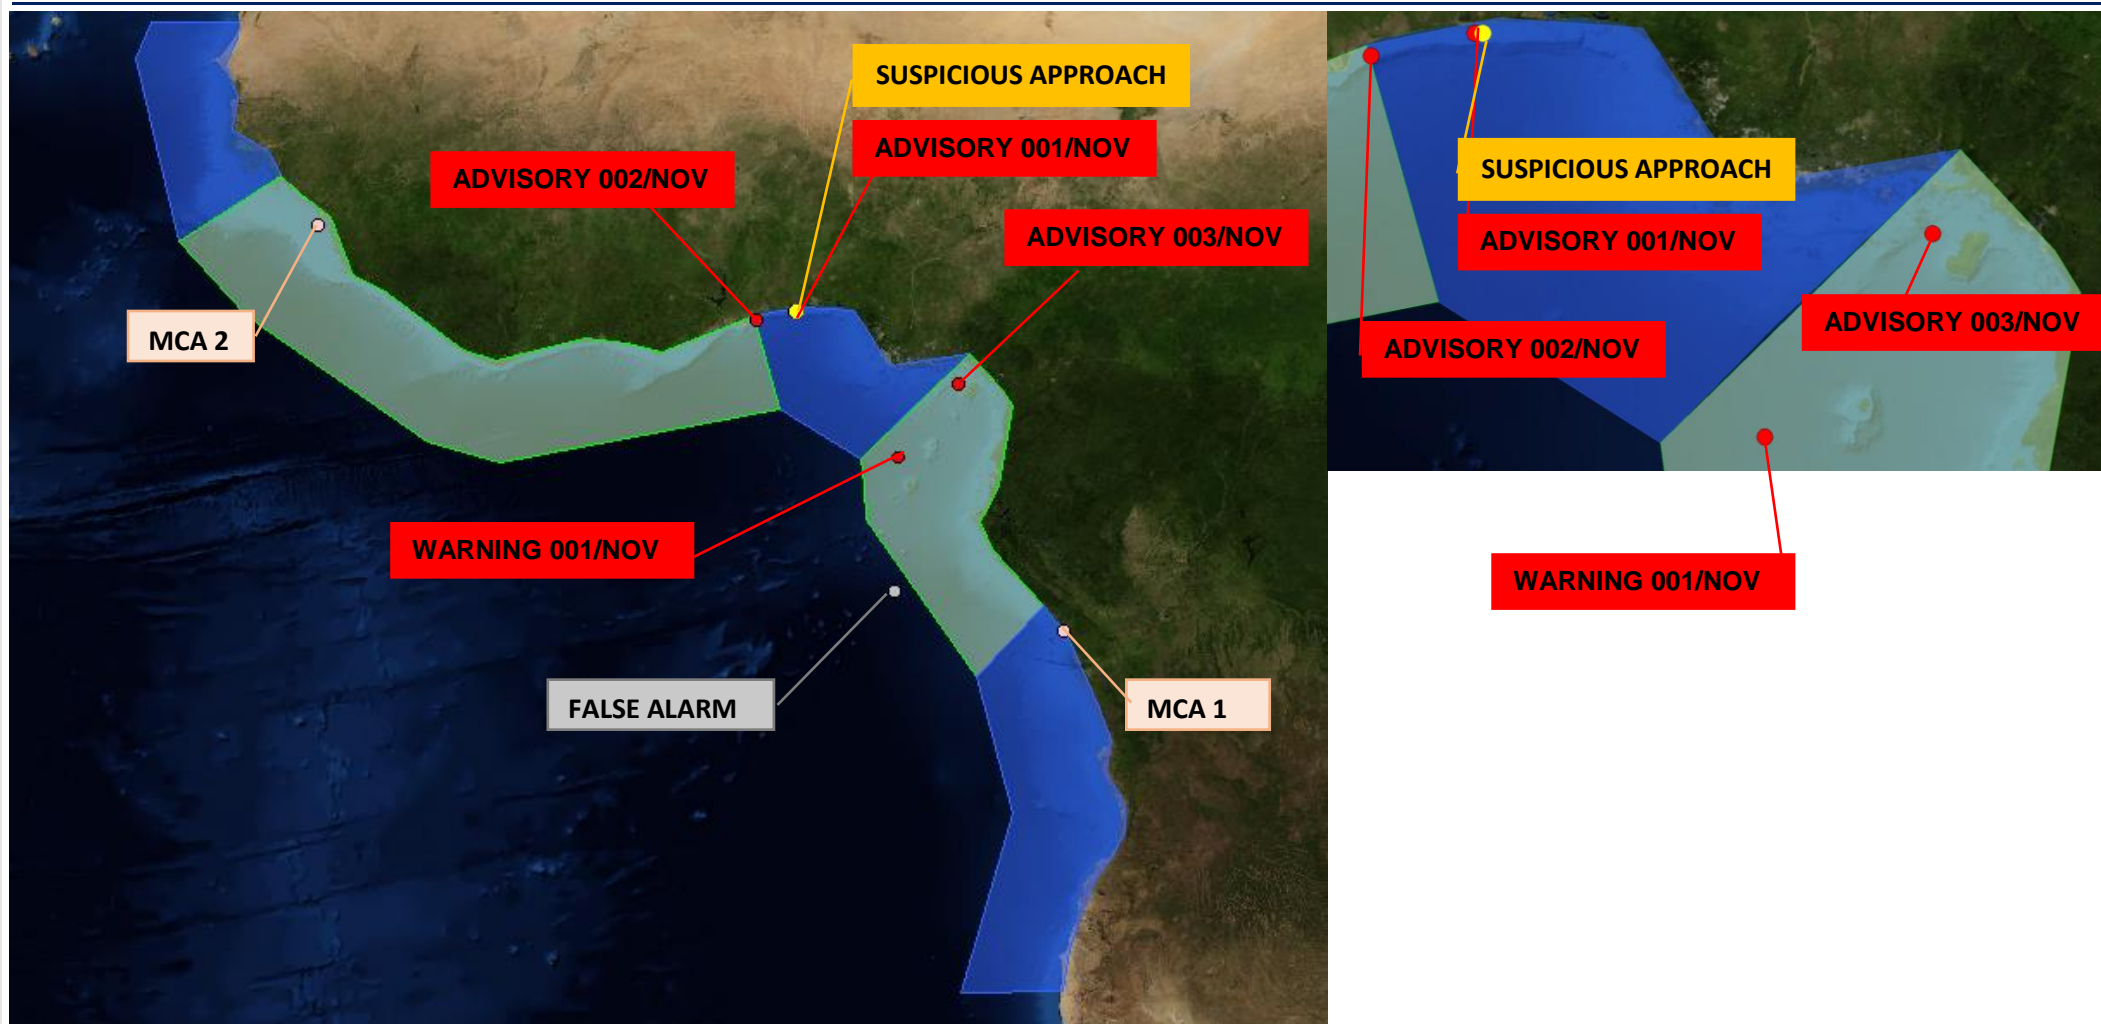 SUSPICIOUS APPROACH
ADVISORY 001/NOV
ADVISORY 002/NOV
ADVISORY 003/NOV
MCA 2
WARNING 001/NOV
FALSE ALARM
MCA 1
SUSPICIOUS APPROACH
ADVISORY 001/NOV
ADVISORY 003/NOV
ADVISORY 002/NOV
WARNING 001/NOV